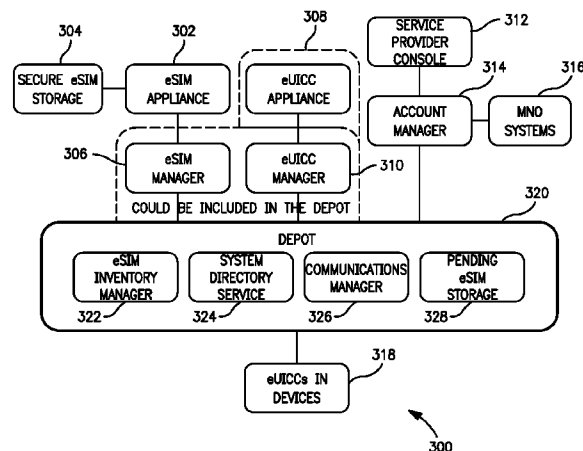 308
304
302
SERVICE
PROVIDER
CONSOLE
312
314
316
SECURE eSIM
STORAGE
eSIM
APPLIANCE
eUICC
APPLIANCE
ACCOUNT
MANAGER
MNO
SYSTEMS
306
eSIM
MANAGER
eUICC
MANAGER
310
COULD BE INCLUDED IN THE DEPOT
320
DEPOT
eSIM
INVENTORY
MANAGER
SYSTEM
DIRECTORY
SERVICE
COMMUNICATIONS
MANAGER
PENDING
eSIM
STORAGE
322
324
326
328
eUICCs IN
DEVICES
318
300